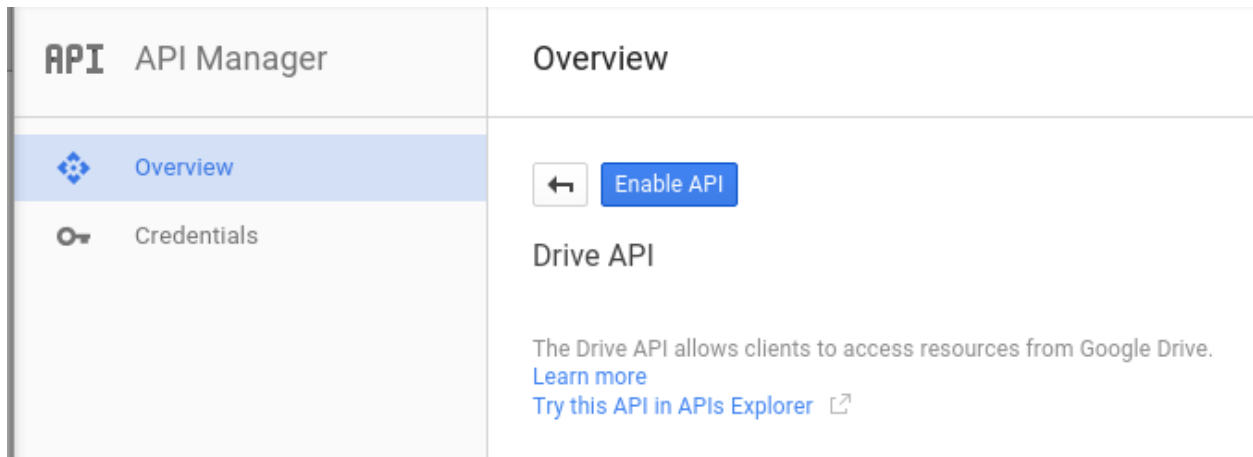 API API Manager
Overview
Overview
Credentials
Enable API
Drive API
The Drive API allows clients to access resources from Google Drive.
Learn more
Try this API in APIs Explorer